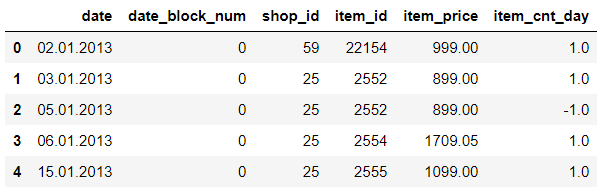 date date_block_num shop_id item_id item_price item_cnt_day
0 02.01.2013 0 59 22154 999.00 1.0
1 03.01.2013 0 25 2552 899.00 1.0
2 05.01.2013 0 25 2552 899.00 -1.0
3 06.01.2013 0 25 2554 1709.05 1.0
4 15.01.2013 0 25 2555 1099.00 1.0